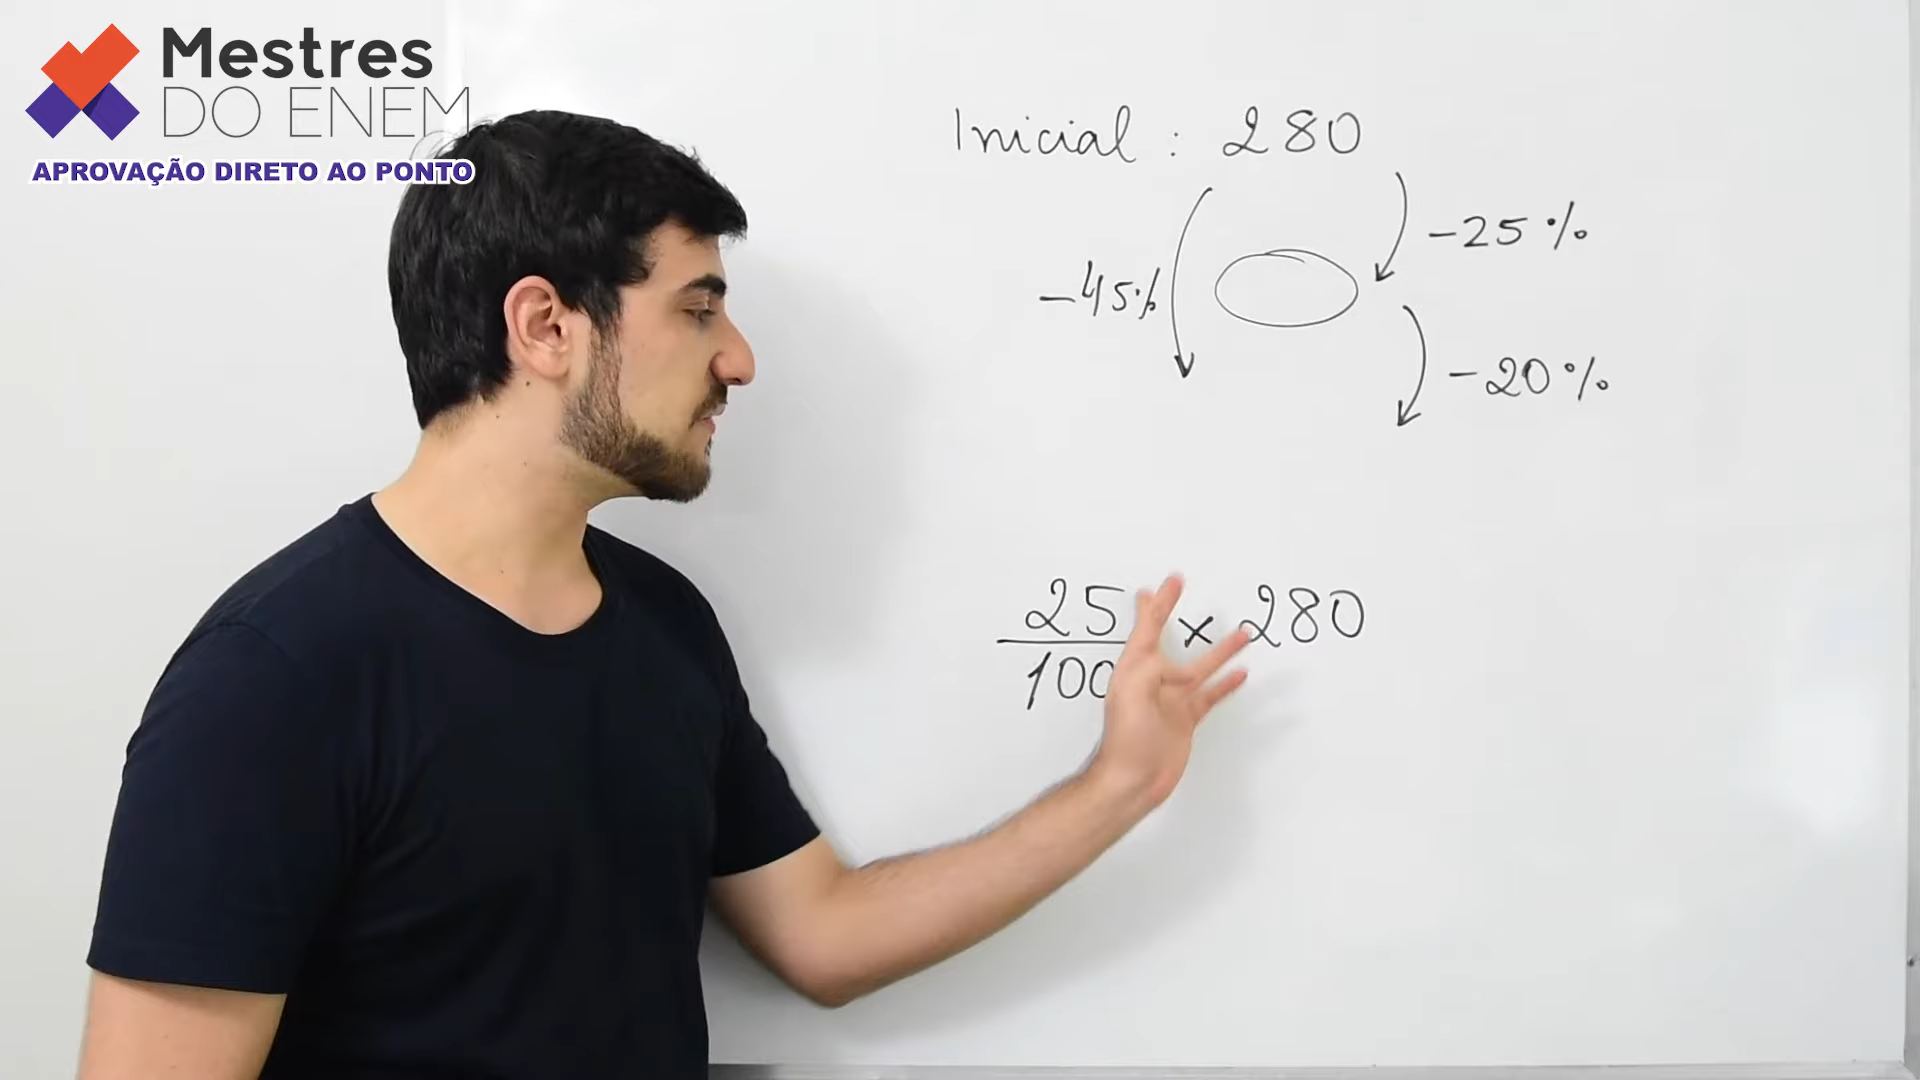 Mestres
DO ENEM
APROVAÇÃO DIRETO AO PONTO
Inicial : 280
-25%
-45%
-20%
25 × 280
100